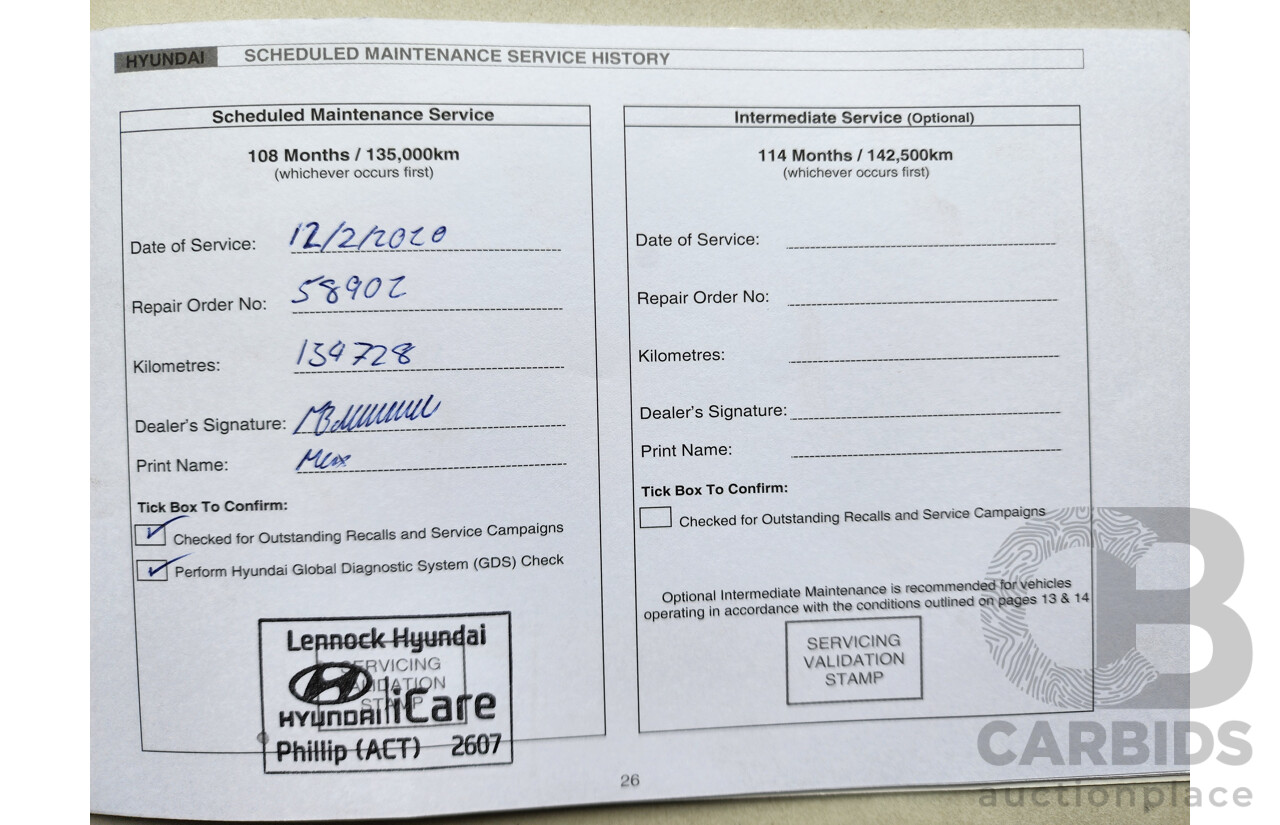 HYUNDAI SCHEDULED MAINTENANCE SERVICE HISTORY
Scheduled Maintenance Service
108 Months / 135,000km
(whichever occurs first)
Date of Service: 12/2/2020
Repair Order No: 58902
Kilometres: 134728
Dealer's Signature:
Print Name: Max
Tick Box To Confirm:
Checked for Outstanding Recalls and Service Campaigns
Perform Hyundai Global Diagnostic System (GDS) Check
SERVICING
VALIDATION
STAMP
Lennock Hyundai
HYUNDAI iCare
Phillip (ACT) 2607
Intermediate Service (Optional)
114 Months / 142,500km
(whichever occurs first)
Date of Service:
Repair Order No:
Kilometres:
Dealer's Signature:
Print Name:
Tick Box To Confirm:
Checked for Outstanding Recalls and Service Campaigns
Optional Intermediate Maintenance is recommended for vehicles
operating in accordance with the conditions outlined on pages 13 & 14
SERVICING
VALIDATION
STAMP
26
CB
CARBIDS
auctionplace